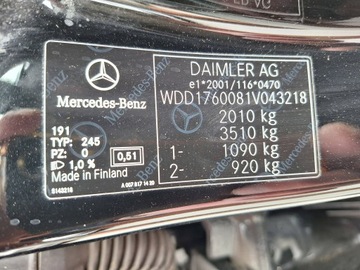 Mercedes-Benz
191
TYP: 245
PZ: 0
1,0 %
0,51
Made in Finland
DAIMLER AG
e1*2001/116*0470
WDD1760081V043218
2010 kg
3510 kg
1- 1090 kg
2- 920 kg